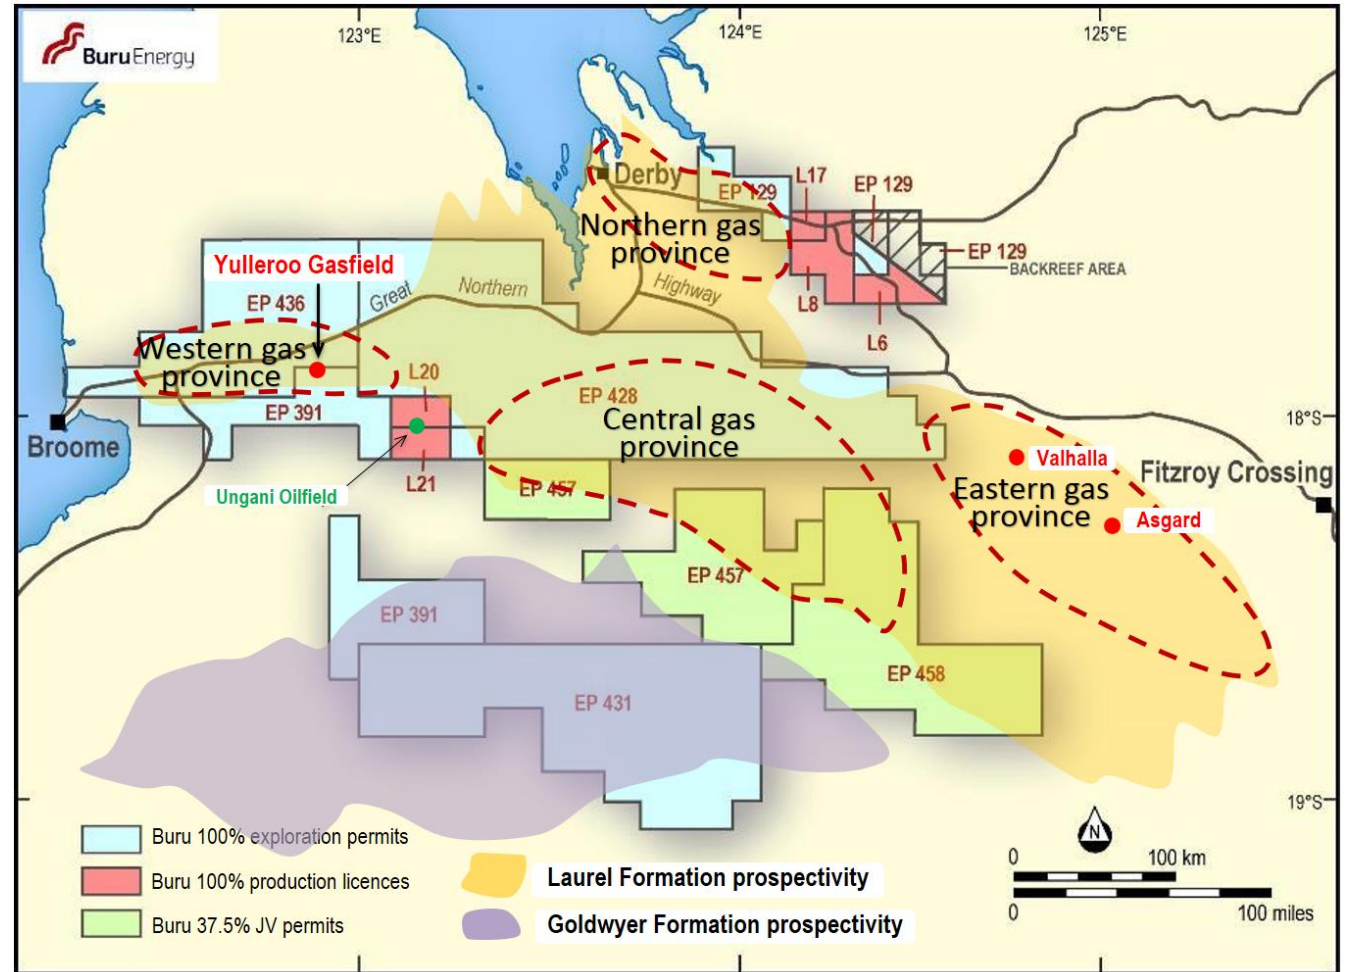 123°E
124°E
125°E
BuruEnergy
Derby
L17
EP 129
EP 129
Northern gas
province
EP 129
BACKREEF AREA
Yulleroo Gasfield
EP 436
Great
Northern
Highway
L8
L6
Western gas
province
L20
EP 428
EP 391
Central gas
province
18°S
Broome
Valhalla
Fitzroy Crossing
L21
Ungani Oilfield
EP 457
Eastern gas
province
Asgard
EP 457
EP 391
EP 458
EP 431
19°S
Buru 100% exploration permits
Buru 100% production licences
Buru 37.5% JV permits
Laurel Formation prospectivity
Goldwyer Formation prospectivity
N
0
100 km
0
100 miles